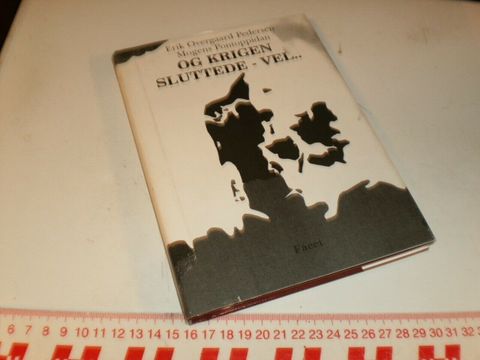 Erik Overgaard Pedersen
Mogens Pontoppidan
OG KRIGEN
SLUTTEDE - VEL...
Facet
6 7 8 9 10 11 12 13 14 15 16 17 18 19 20 21 22 23 24 25 26 27 28 29 30 31 32 33